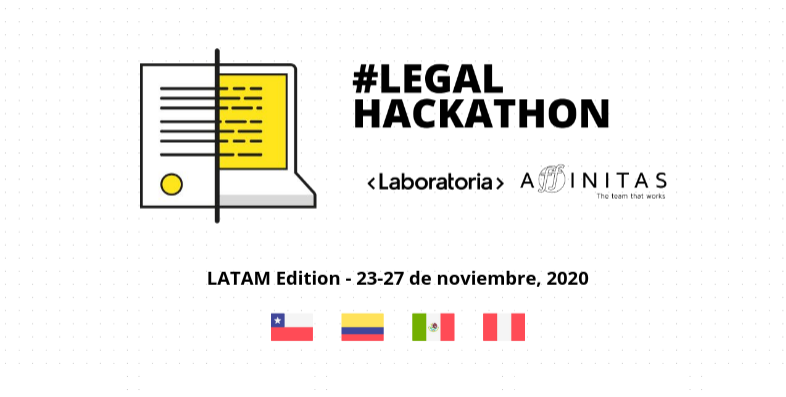 #LEGAL
HACKATHON
<Laboratoria>
AffINITAS
The team that works
LATAM Edition - 23-27 de noviembre, 2020